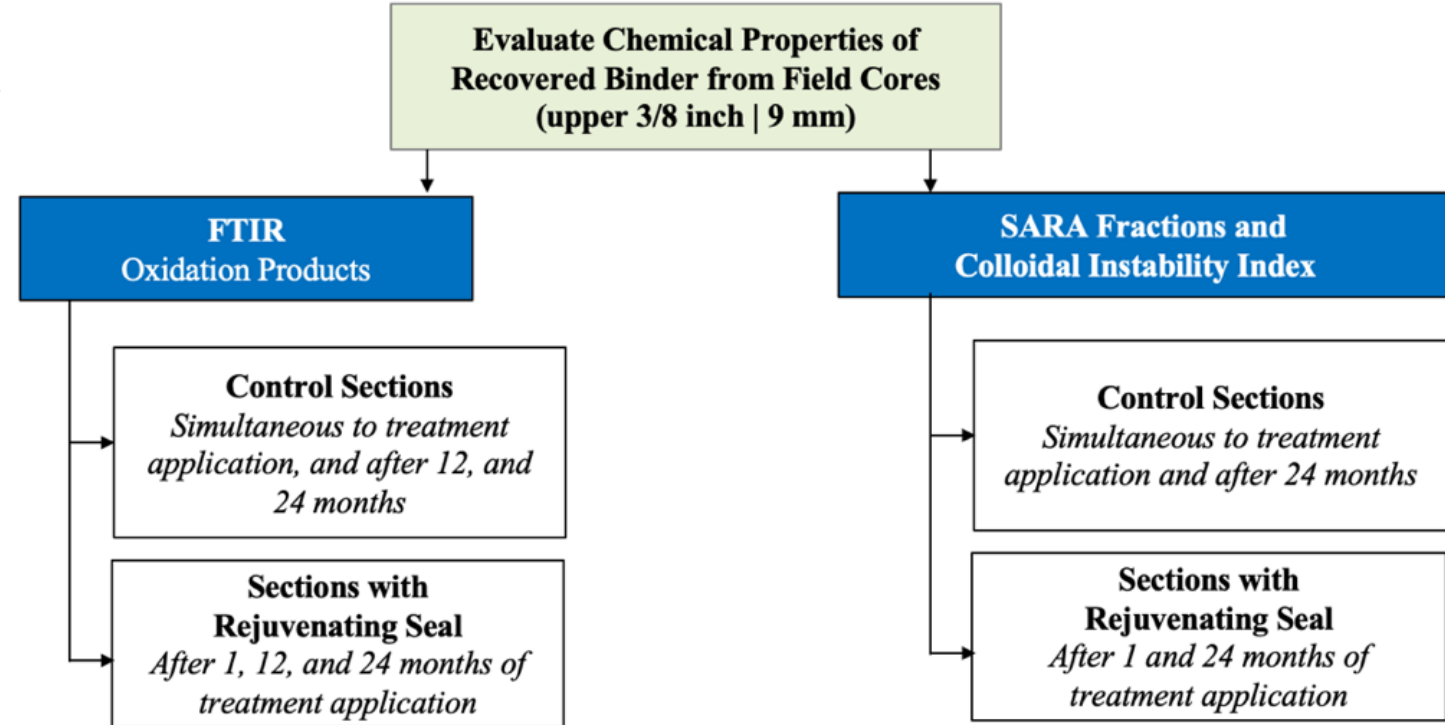 Evaluate Chemical Properties of
Recovered Binder from Field Cores
(upper 3/8 inch | 9 mm)
FTIR
Oxidation Products
Control Sections
Simultaneous to treatment
application, and after 12, and
24 months
Sections with
Rejuvenating Seal
After 1, 12, and 24 months of
treatment application
SARA Fractions and
Colloidal Instability Index
Control Sections
Simultaneous to treatment
application and after 24 months
Sections with
Rejuvenating Seal
After 1 and 24 months of
treatment application